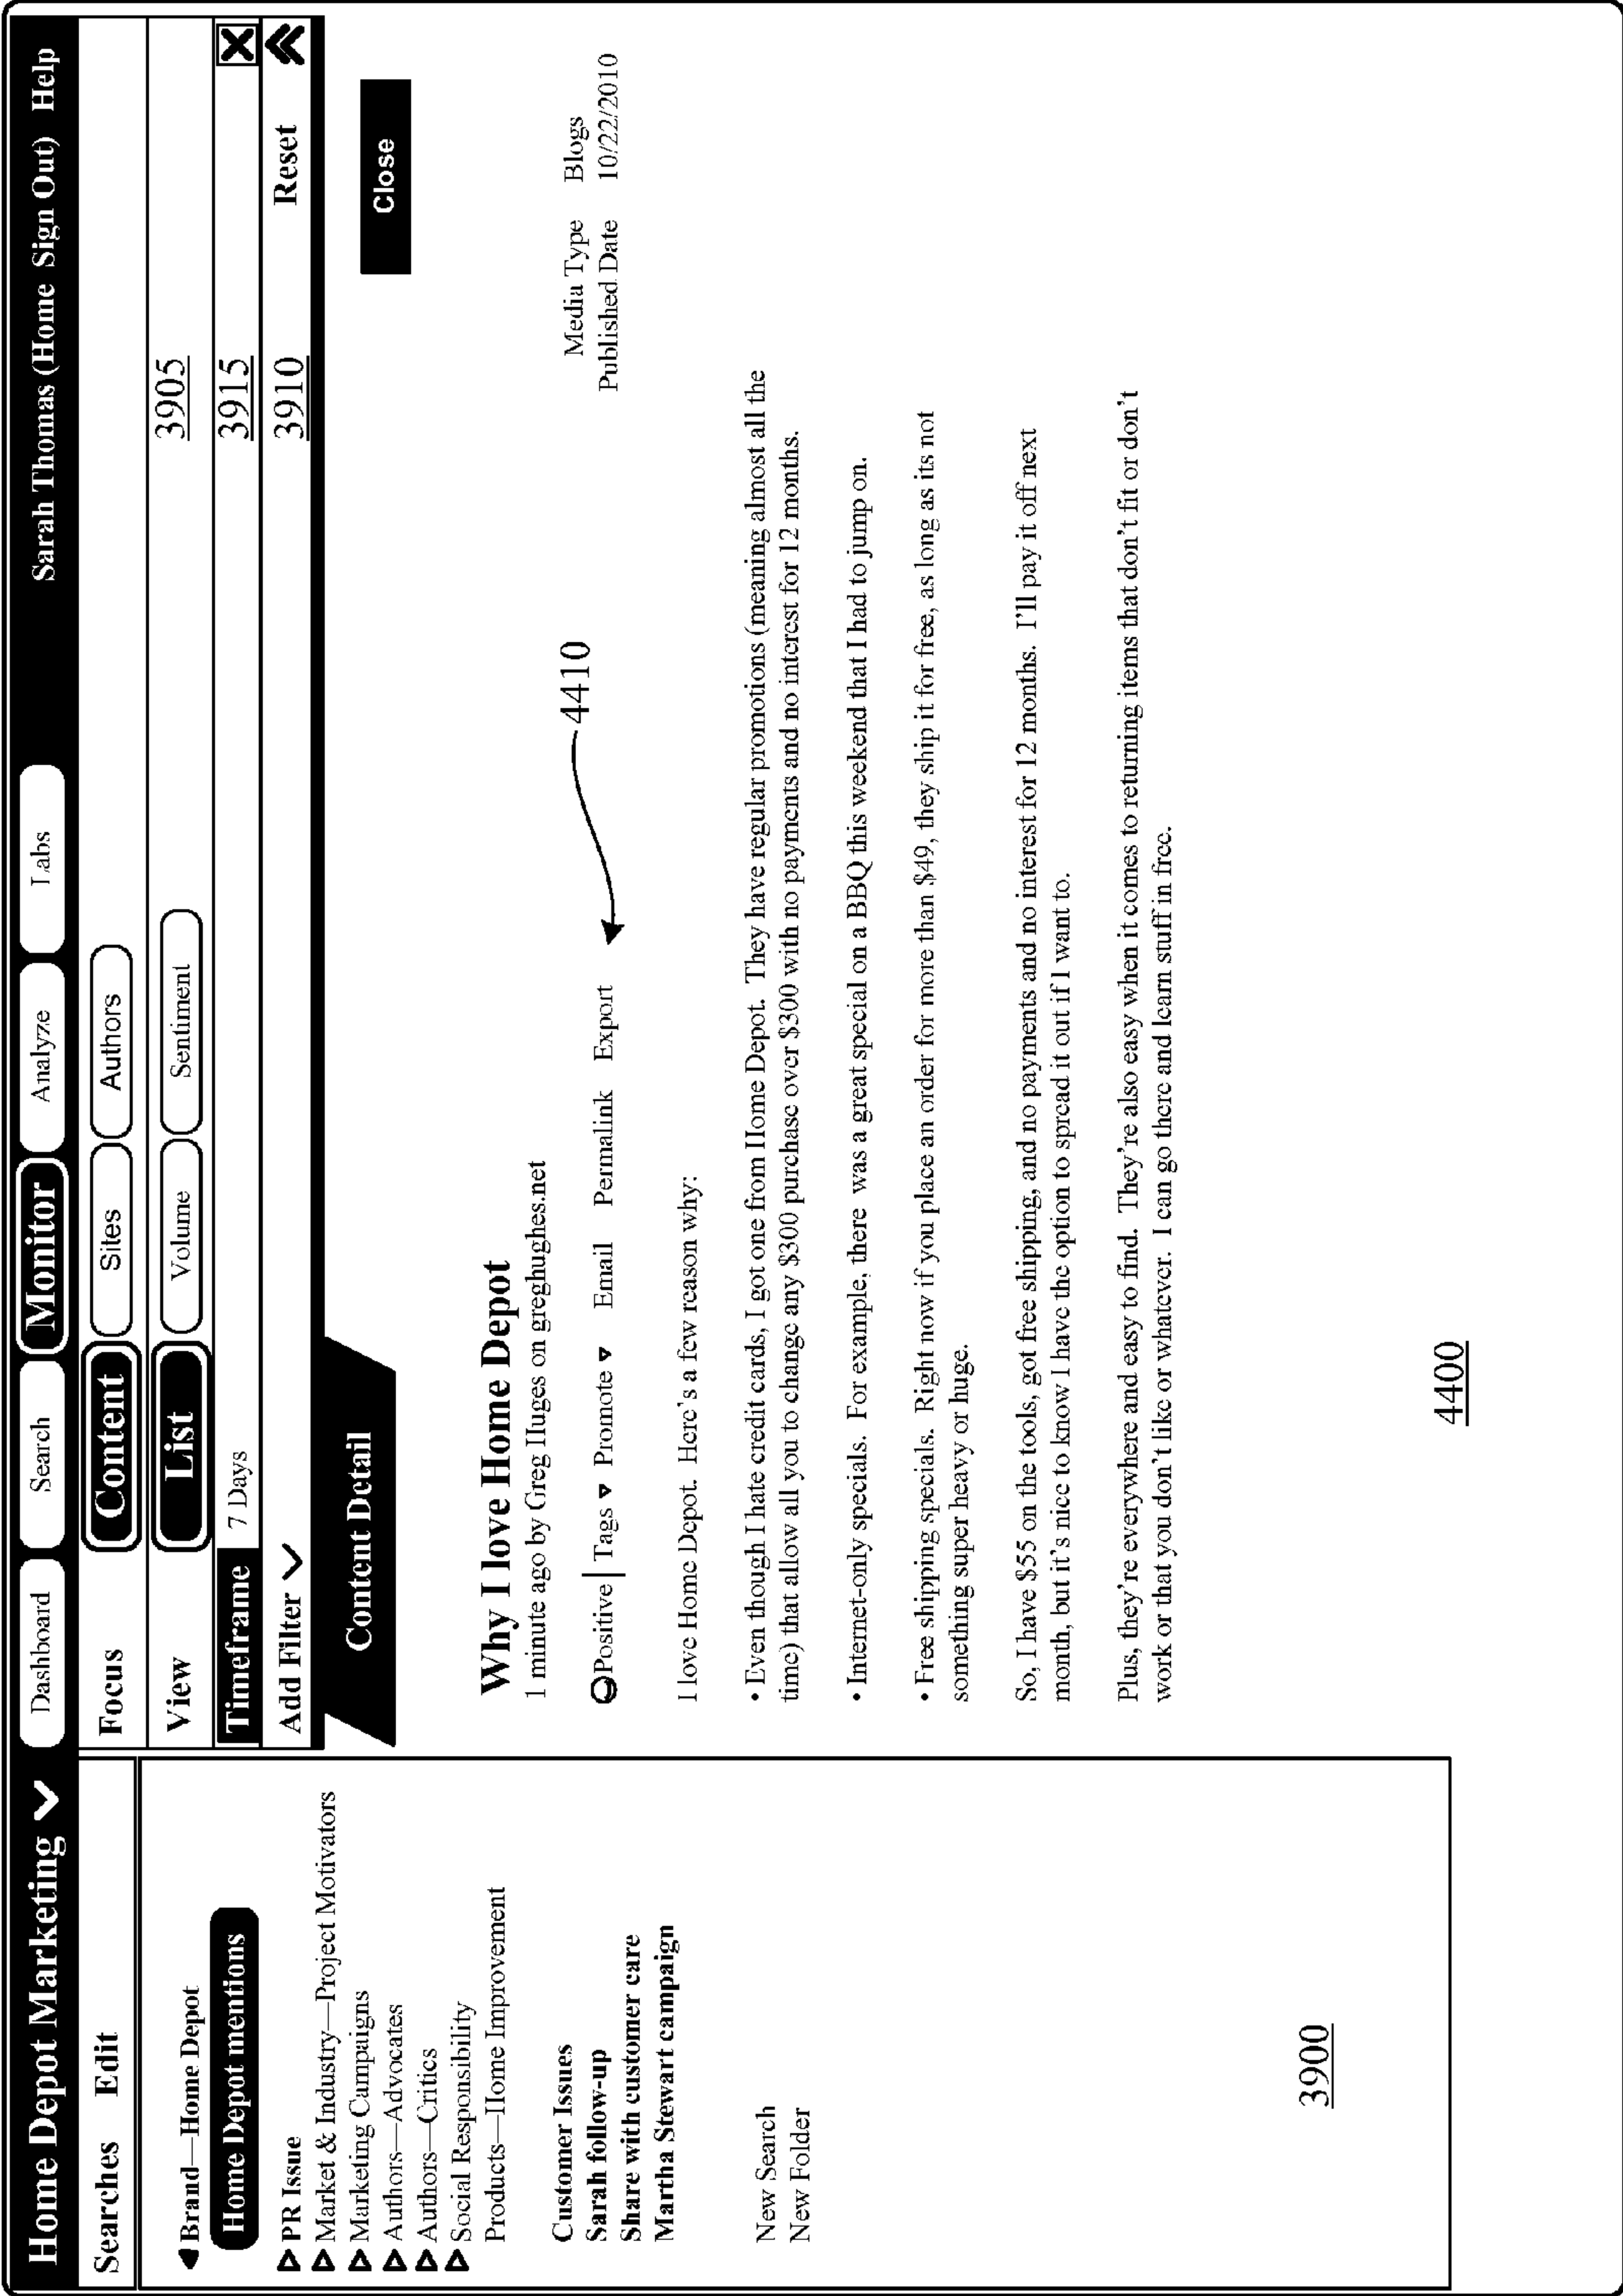 Home Depot Marketing
Dashboard
Search
Monitor
Analyze
Labs
Sarah Thomas (Home Sign Out) Help
Searches Edit
Brand—Home Depot
Home Depot mentions
PR Issue
Market & Industry—Project Motivators
Marketing Campaigns
Authors—Advocates
Authors—Critics
Social Responsibility
Products—Home Improvement
Customer Issues
Sarah follow-up
Share with customer care
Martha Stewart campaign
New Search
New Folder
3900
Focus Content Sites Authors
View List Volume Sentiment 3905
Timeframe 7 Days 3915
Add Filter 3910 Reset
Content Detail
Close
Why I love Home Depot
1 minute ago by Greg Huges on greghughes.net
Media Type Blogs
Published Date 10/22/2010
Positive | Tags Promote Email Permalink Export
4410
I love Home Depot. Here's a few reason why:
• Even though I hate credit cards, I got one from Home Depot. They have regular promotions (meaning almost all the
time) that allow all you to change any $300 purchase over $300 with no payments and no interest for 12 months.
• Internet-only specials. For example, there was a great special on a BBQ this weekend that I had to jump on.
• Free shipping specials. Right now if you place an order for more than $49, they ship it for free, as long as its not
something super heavy or huge.
So, I have $55 on the tools, got free shipping, and no payments and no interest for 12 months. I'll pay it off next
month, but it's nice to know I have the option to spread it out if I want to.
Plus, they're everywhere and easy to find. They're also easy when it comes to returning items that don't fit or don't
work or that you don't like or whatever. I can go there and learn stuff in free.
4400